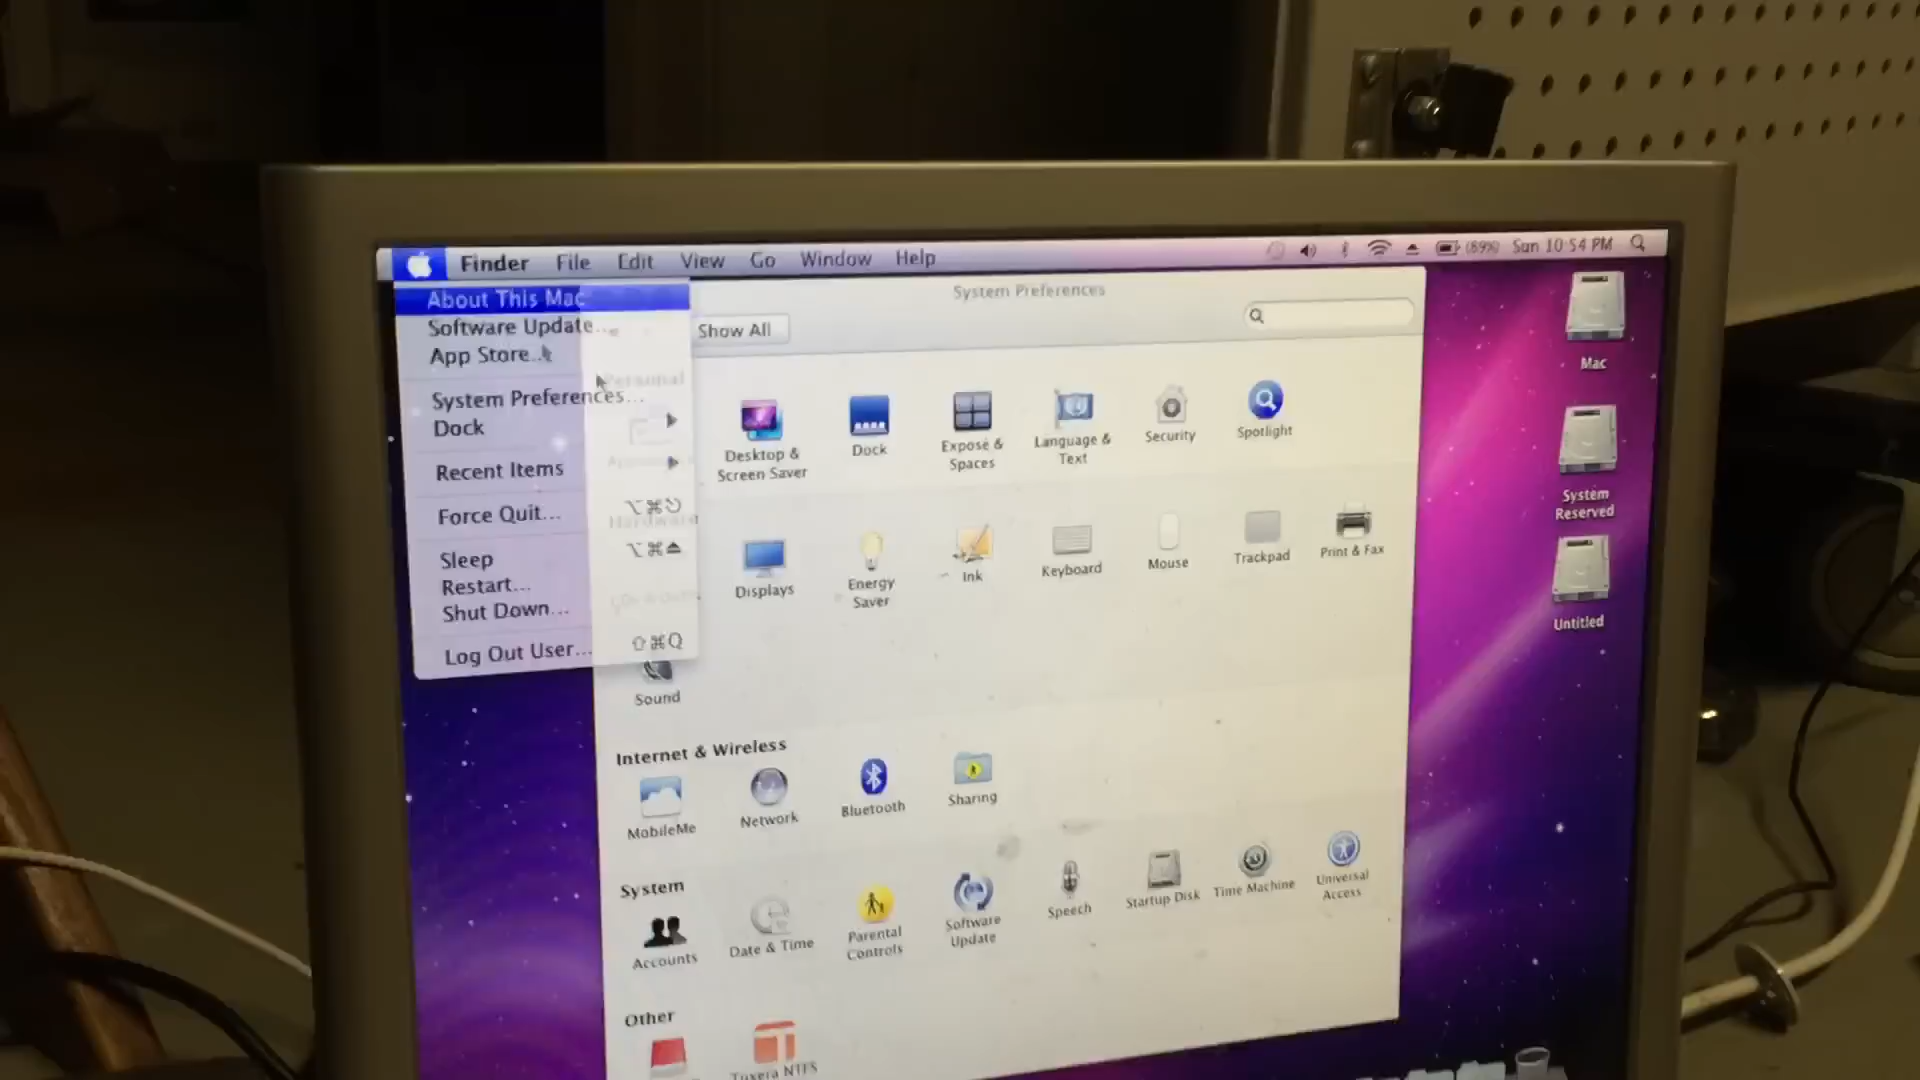 Finder File Edit View Go Window Help
(89%) Sun 10:54 PM
System Preferences
About This Mac
Software Update...
App Store...
System Preferences...
Dock
Recent Items
Force Quit... ⌥⌘⎋
Sleep ⌥⌘⏏
Restart...
Shut Down...
Log Out User... ⇧⌘Q
Show All
Personal
Desktop &
Screen Saver
Dock
Exposé &
Spaces
Language &
Text
Security
Spotlight
Hardware
Displays
Energy
Saver
Ink
Keyboard
Mouse
Trackpad
Print & Fax
Sound
Internet & Wireless
MobileMe
Network
Bluetooth
Sharing
System
Accounts
Date & Time
Parental
Controls
Software
Update
Speech
Startup Disk
Time Machine
Universal
Access
Other
Tuxera NTFS
Mac
System
Reserved
Untitled